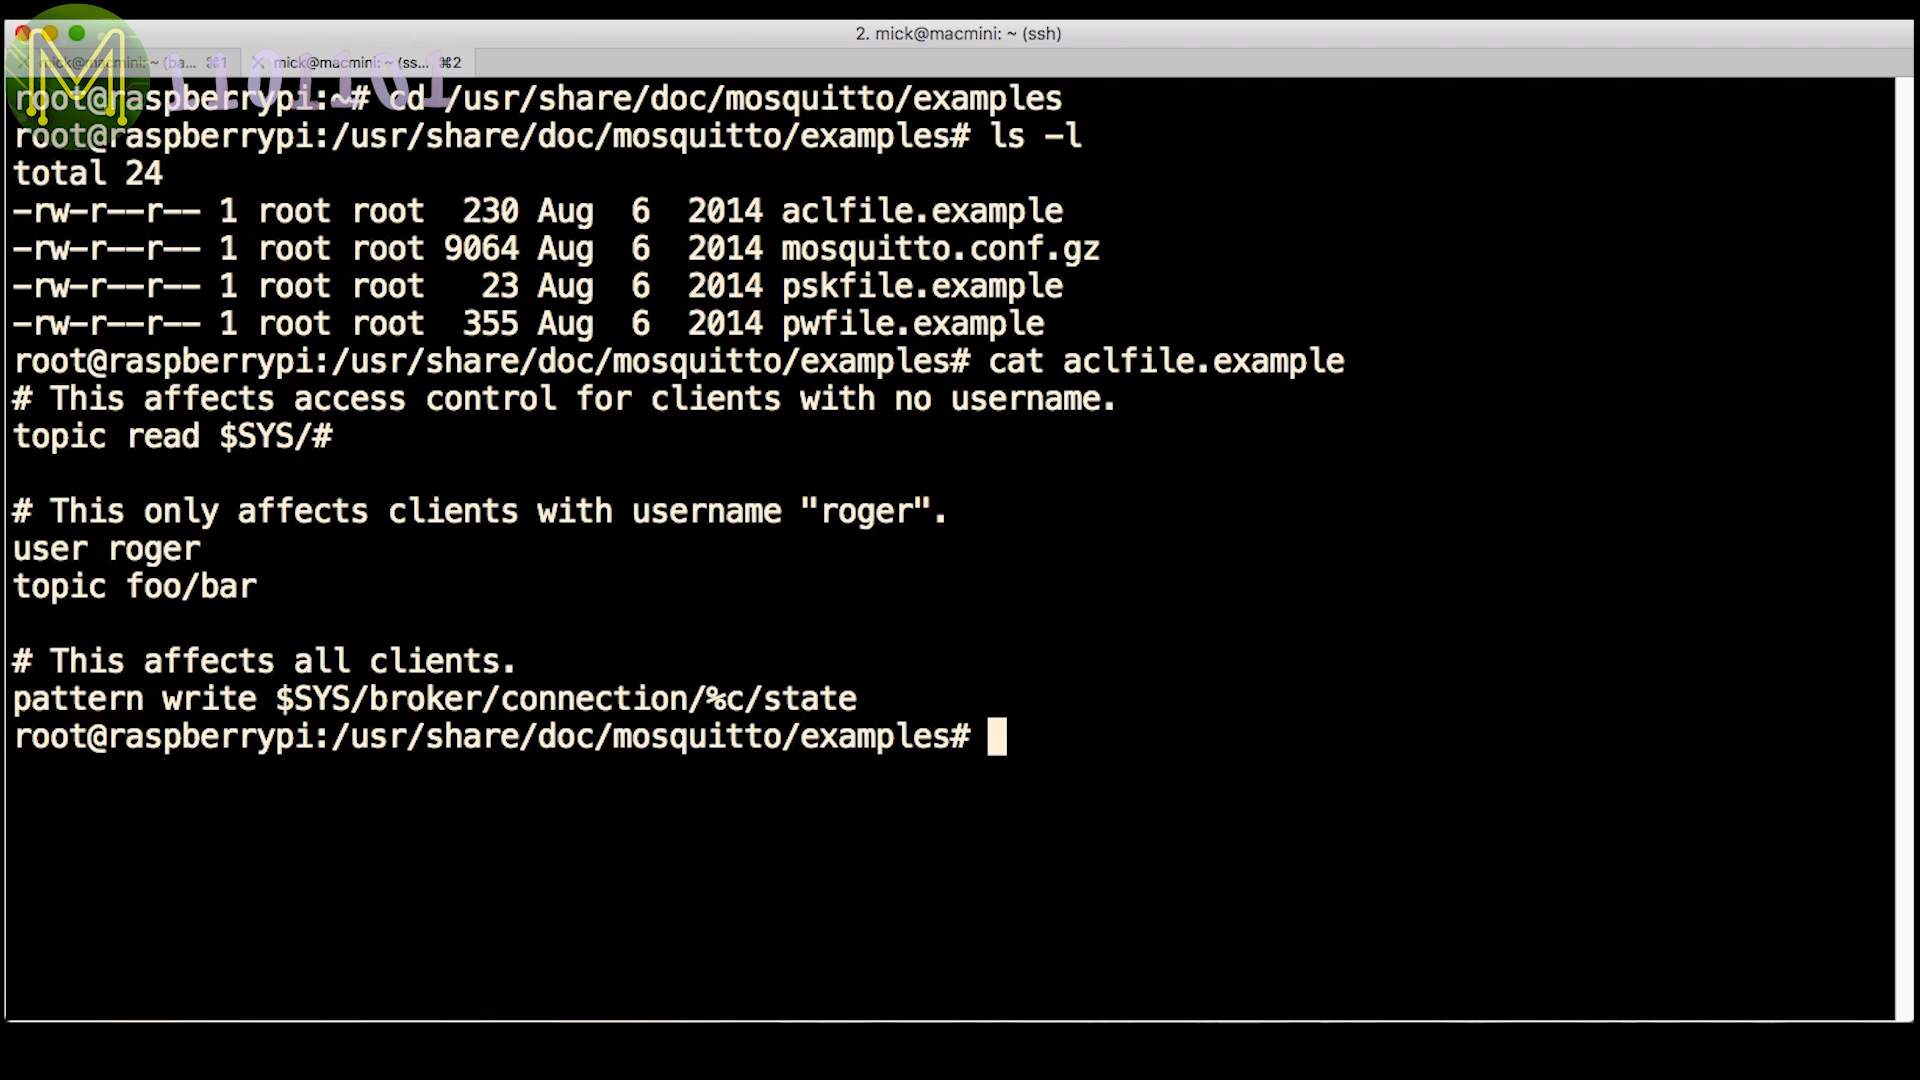 2. mick@macmini: ~ (ssh)
mick@macmini: ~ (ba... ⌘1
mick@macmini: ~ (ss... ⌘2
root@raspberrypi:~# cd /usr/share/doc/mosquitto/examples
root@raspberrypi:/usr/share/doc/mosquitto/examples# ls -l
total 24
-rw-r--r-- 1 root root  230 Aug  6  2014 aclfile.example
-rw-r--r-- 1 root root 9064 Aug  6  2014 mosquitto.conf.gz
-rw-r--r-- 1 root root   23 Aug  6  2014 pskfile.example
-rw-r--r-- 1 root root  355 Aug  6  2014 pwfile.example
root@raspberrypi:/usr/share/doc/mosquitto/examples# cat aclfile.example
# This affects access control for clients with no username.
topic read $SYS/#
# This only affects clients with username "roger".
user roger
topic foo/bar
# This affects all clients.
pattern write $SYS/broker/connection/%c/state
root@raspberrypi:/usr/share/doc/mosquitto/examples#